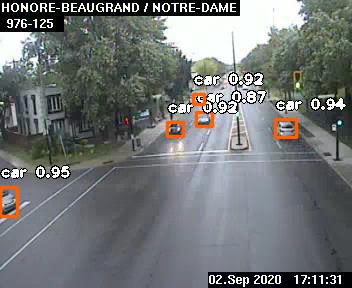 HONORE-BEAUGRAND / NOTRE-DAME
976-125
car 0.92
car 0.87
car 0.92
car 0.94
car 0.95
02.Sep 2020 17:11:31